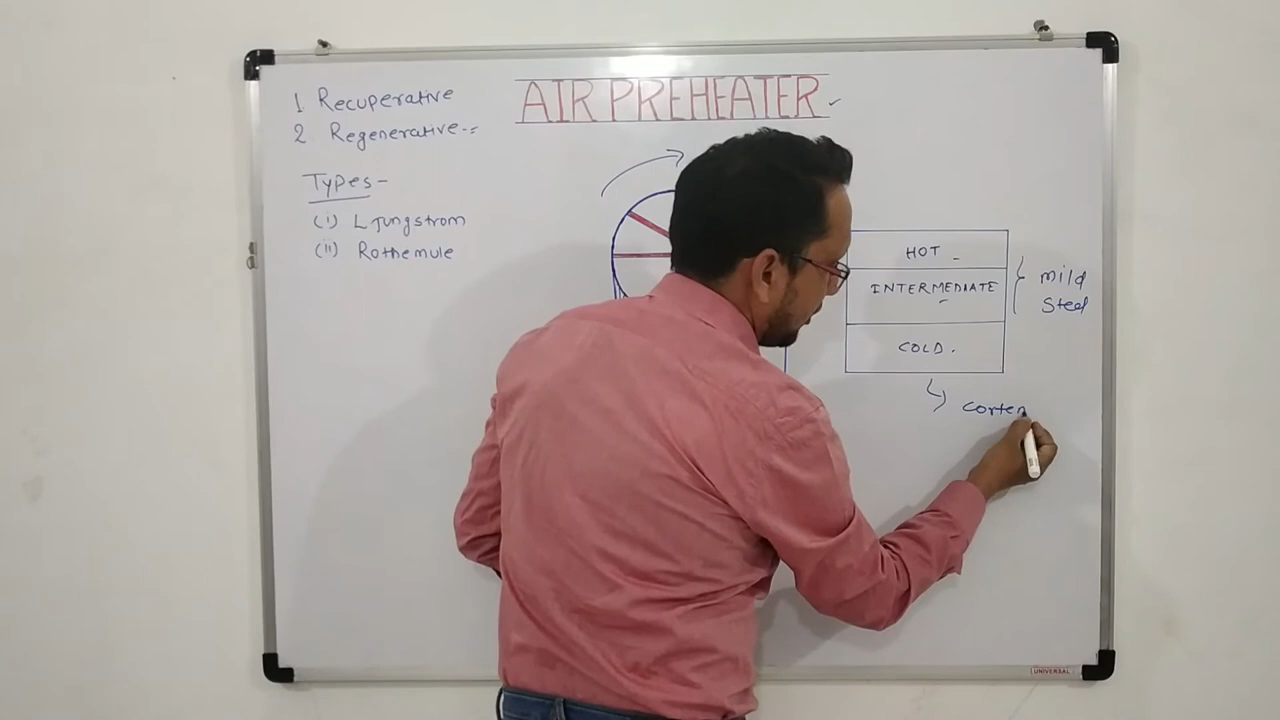 AIR PREHEATER
1 Recuperative
2. Regenerative--
Types-
(i) Ljungstrom
(ii) Rothemule
HOT -
INTERMEDIATE
COLD.
mild
Steel
corten
UNIVERSAL